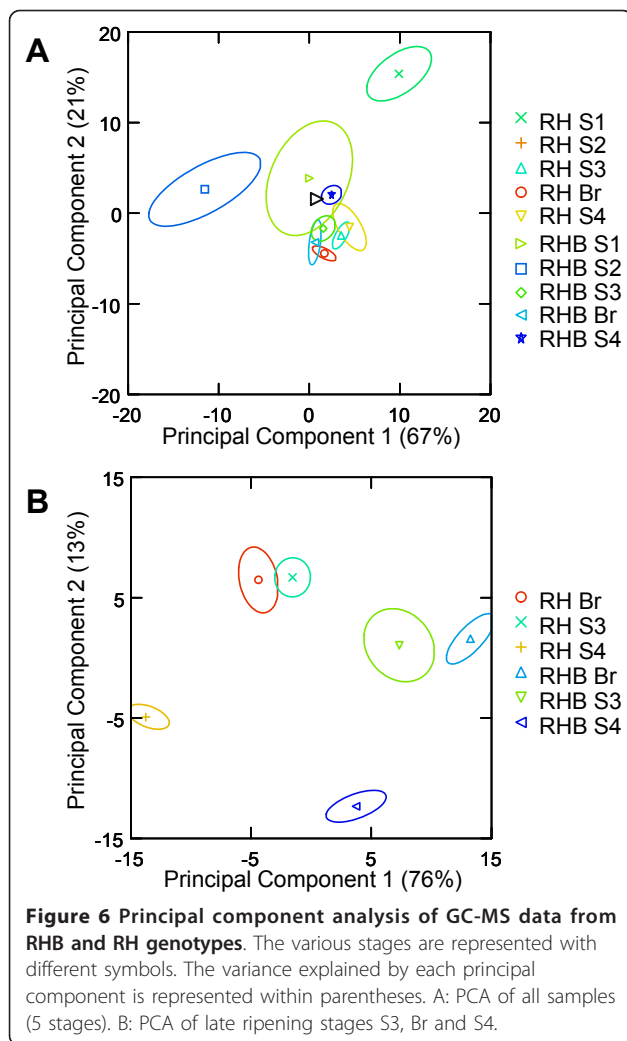 A
20
10
0
-10
-20
Principal Component 2 (21%)
-20 -10 0 10 20
Principal Component 1 (67%)
RH S1
RH S2
RH S3
RH Br
RH S4
RHB S1
RHB S2
RHB S3
RHB Br
RHB S4
B
15
5
-5
-15
Principal Component 2 (13%)
-15 -5 5 15
Principal Component 1 (76%)
RH Br
RH S3
RH S4
RHB Br
RHB S3
RHB S4
Figure 6 Principal component analysis of GC-MS data from
RHB and RH genotypes. The various stages are represented with
different symbols. The variance explained by each principal
component is represented within parentheses. A: PCA of all samples
(5 stages). B: PCA of late ripening stages S3, Br and S4.